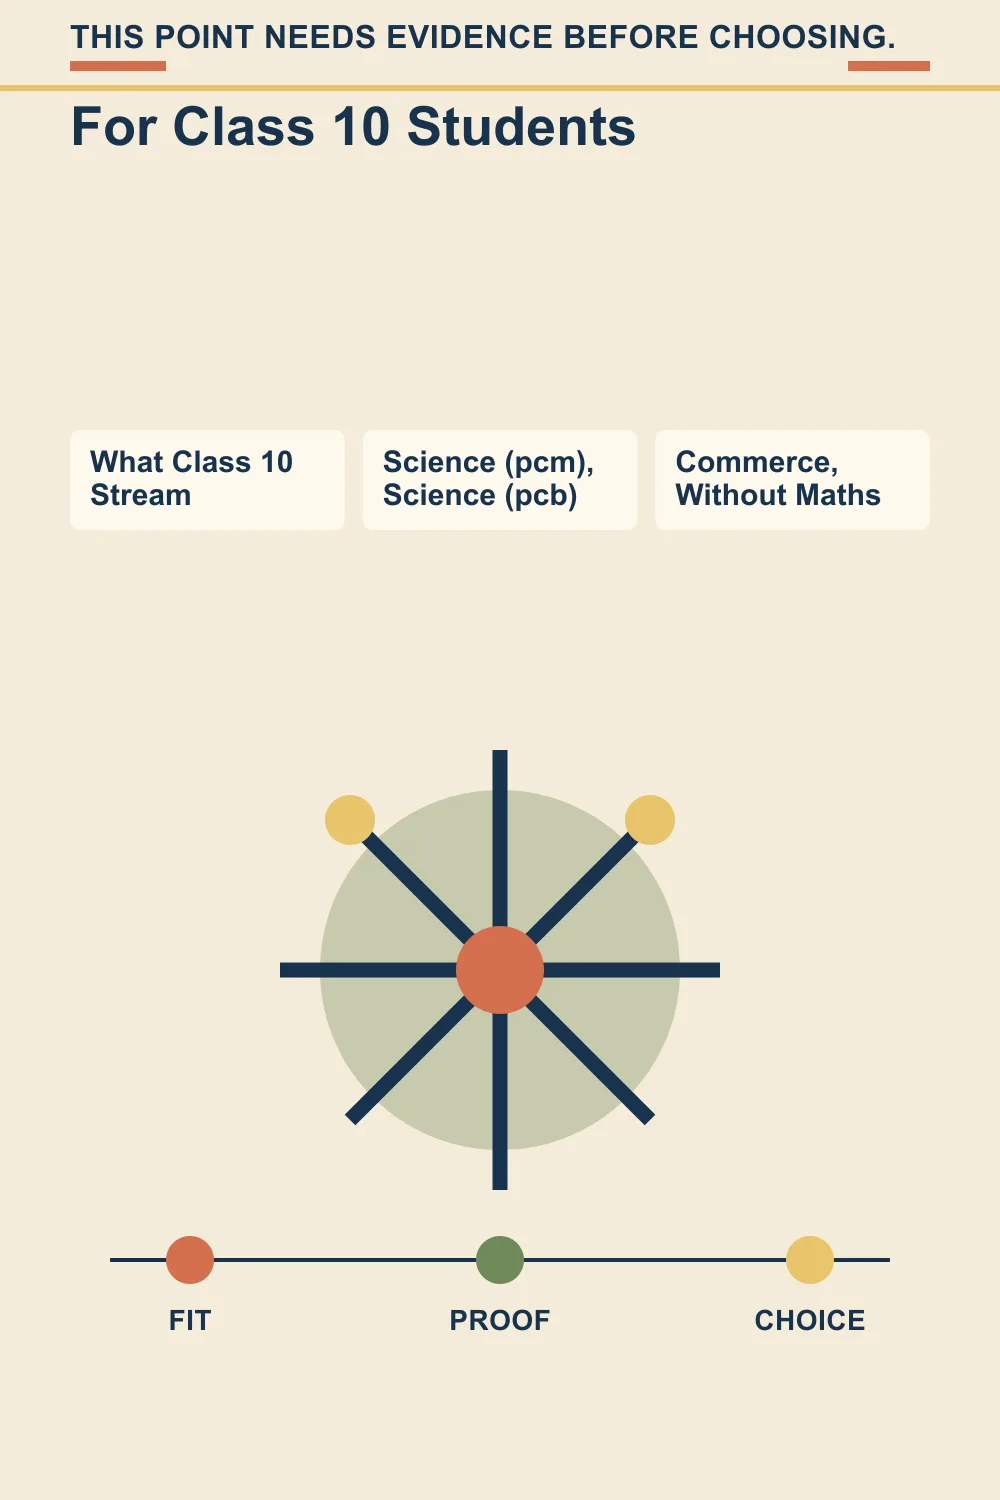 THIS POINT NEEDS EVIDENCE BEFORE CHOOSING.
For Class 10 Students
What Class 10
Stream
Science (pcm),
Science (pcb)
Commerce,
Without Maths
FIT
PROOF
CHOICE